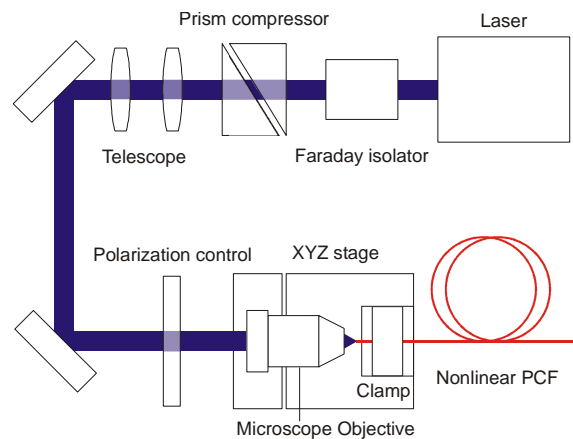 Prism compressor
Laser
Telescope
Faraday isolator
Polarization control
XYZ stage
Clamp
Nonlinear PCF
Microscope Objective